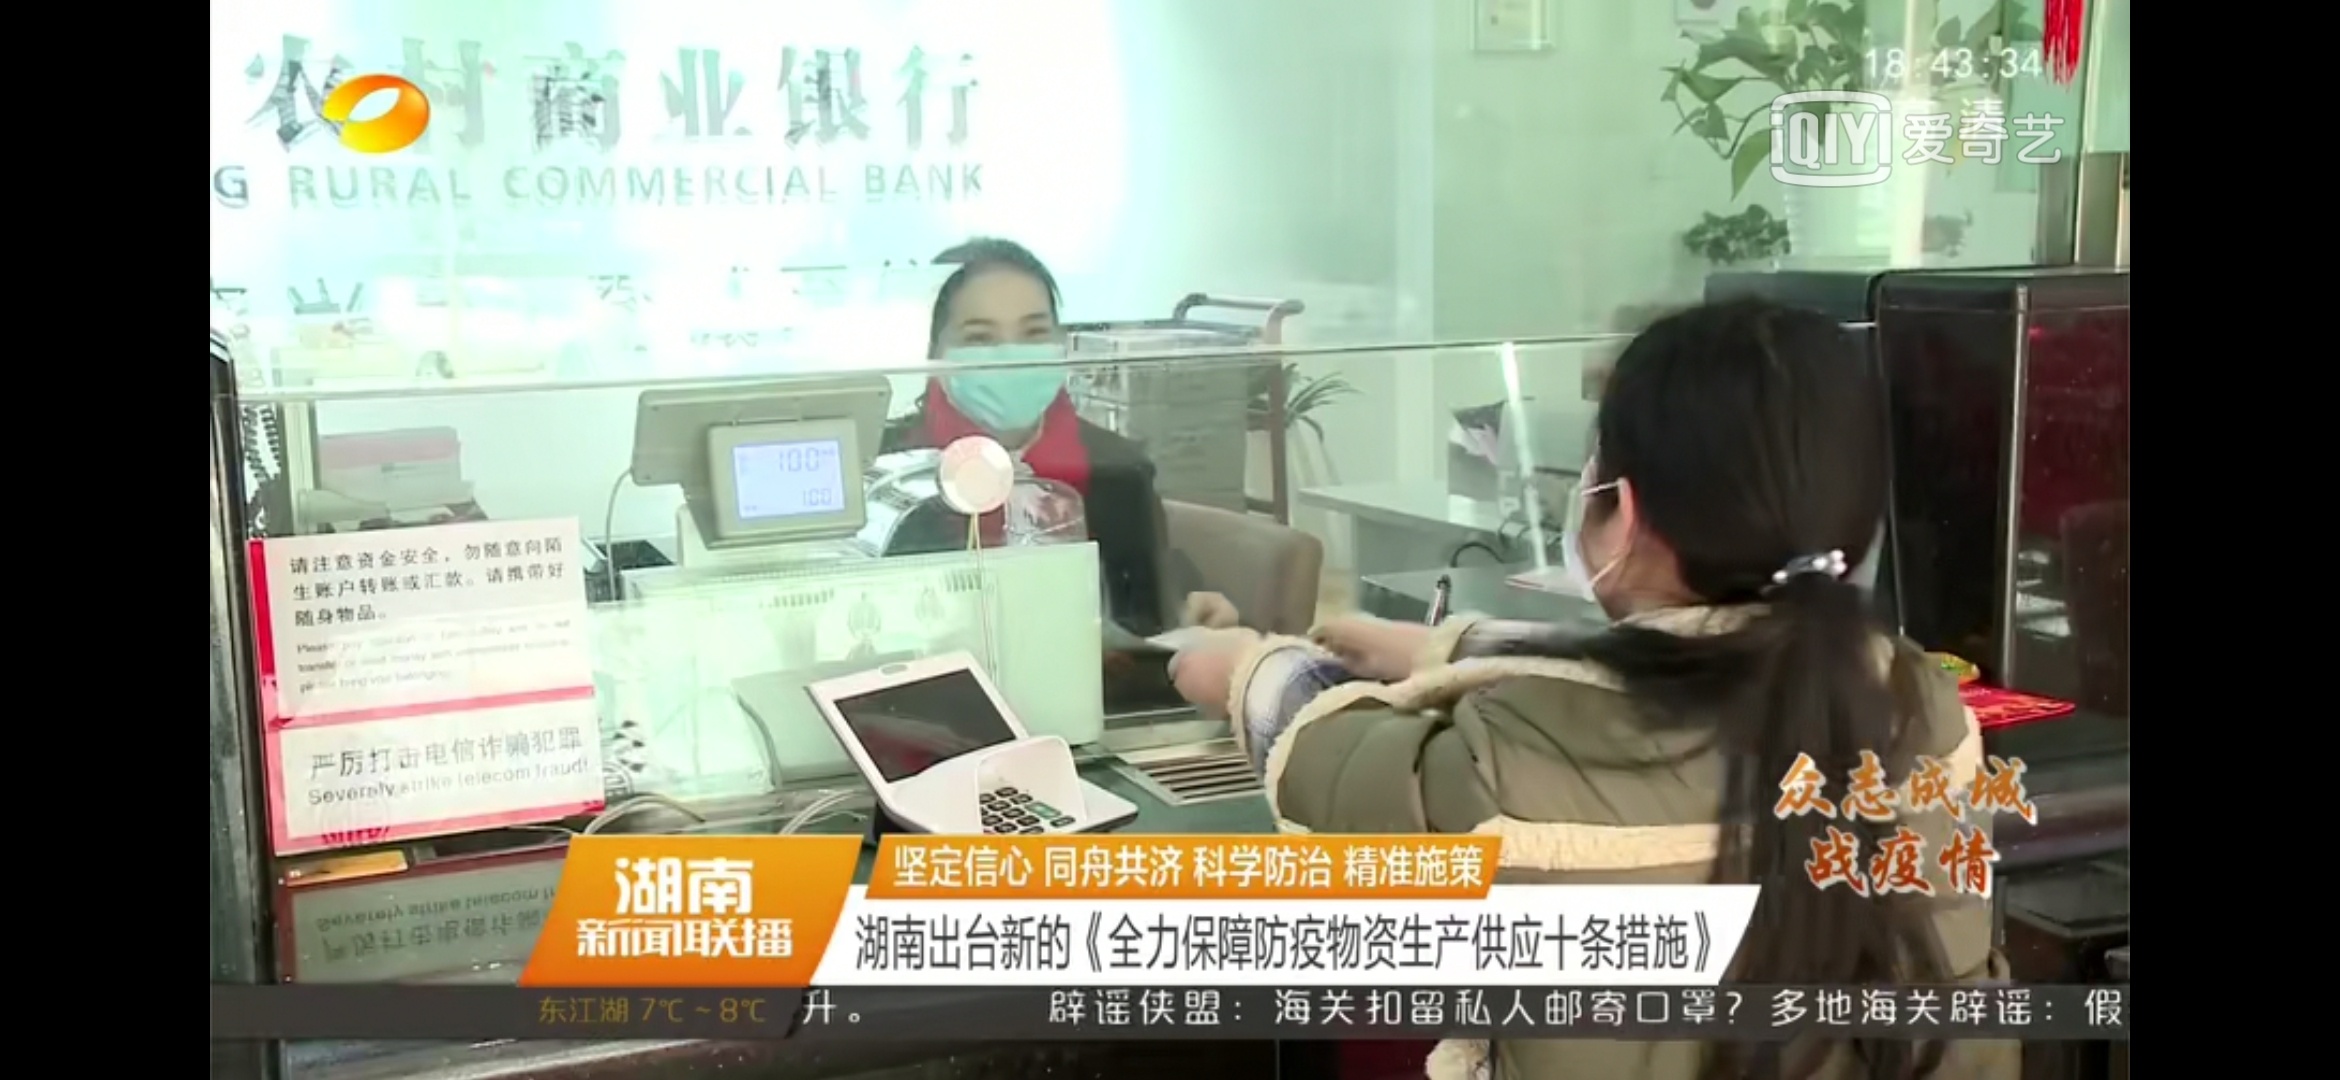 农村商业银行
G RURAL COMMERCIAL BANK
18:43:34
高清
iQIYI 爱奇艺
100
100
请注意资金安全，勿随意向陌
生账户转账或汇款。请携带好
随身物品。
严厉打击电信诈骗犯罪
Severely strike telecom fraud!
众志成城
战疫情
湖南
新闻联播
坚定信心 同舟共济 科学防治 精准施策
湖南出台新的《全力保障防疫物资生产供应十条措施》
东江湖 7℃~8℃
升。 辟谣侠盟：海关扣留私人邮寄口罩？多地海关辟谣：假